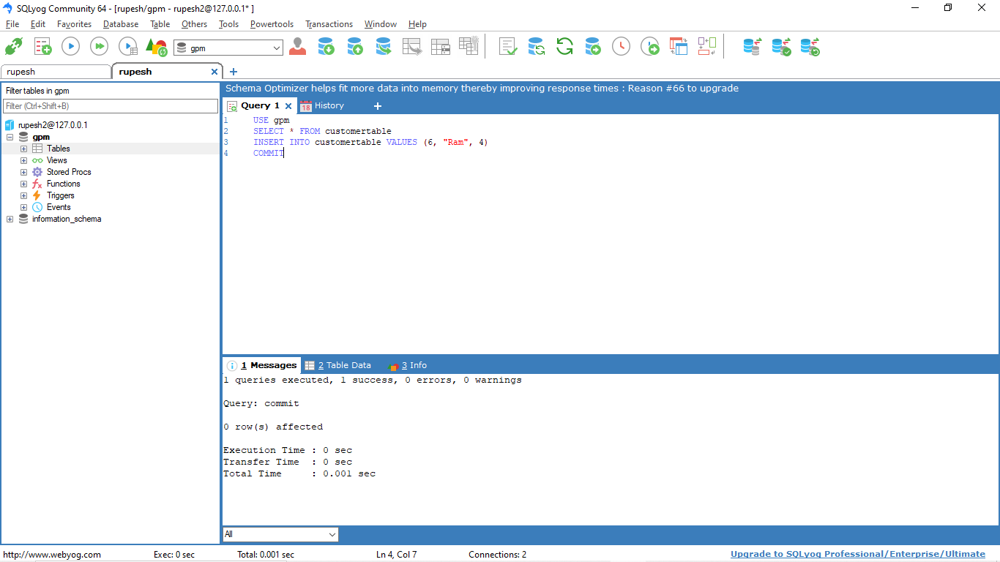 SQLyog Community 64 - [rupesh/gpm - rupesh2@127.0.0.1* ]
File Edit Favorites Database Table Others Tools Powertools Transactions Window Help
gpm
rupesh
rupesh
Filter tables in gpm
Filter (Ctrl+Shift+B)
rupesh2@127.0.0.1
gpm
Tables
Views
Stored Procs
Functions
Triggers
Events
information_schema
Schema Optimizer helps fit more data into memory thereby improving response times : Reason #66 to upgrade
Query 1 18 History
1 USE gpm
2 SELECT * FROM customertable
3 INSERT INTO customertable VALUES (6, "Ram", 4)
4 COMMIT
1 Messages 2 Table Data 3 Info
1 queries executed, 1 success, 0 errors, 0 warnings
Query: commit
0 row(s) affected
Execution Time : 0 sec
Transfer Time : 0 sec
Total Time : 0.001 sec
All
http://www.webyog.com Exec: 0 sec Total: 0.001 sec Ln 4, Col 7 Connections: 2 Upgrade to SQLyog Professional/Enterprise/Ultimate